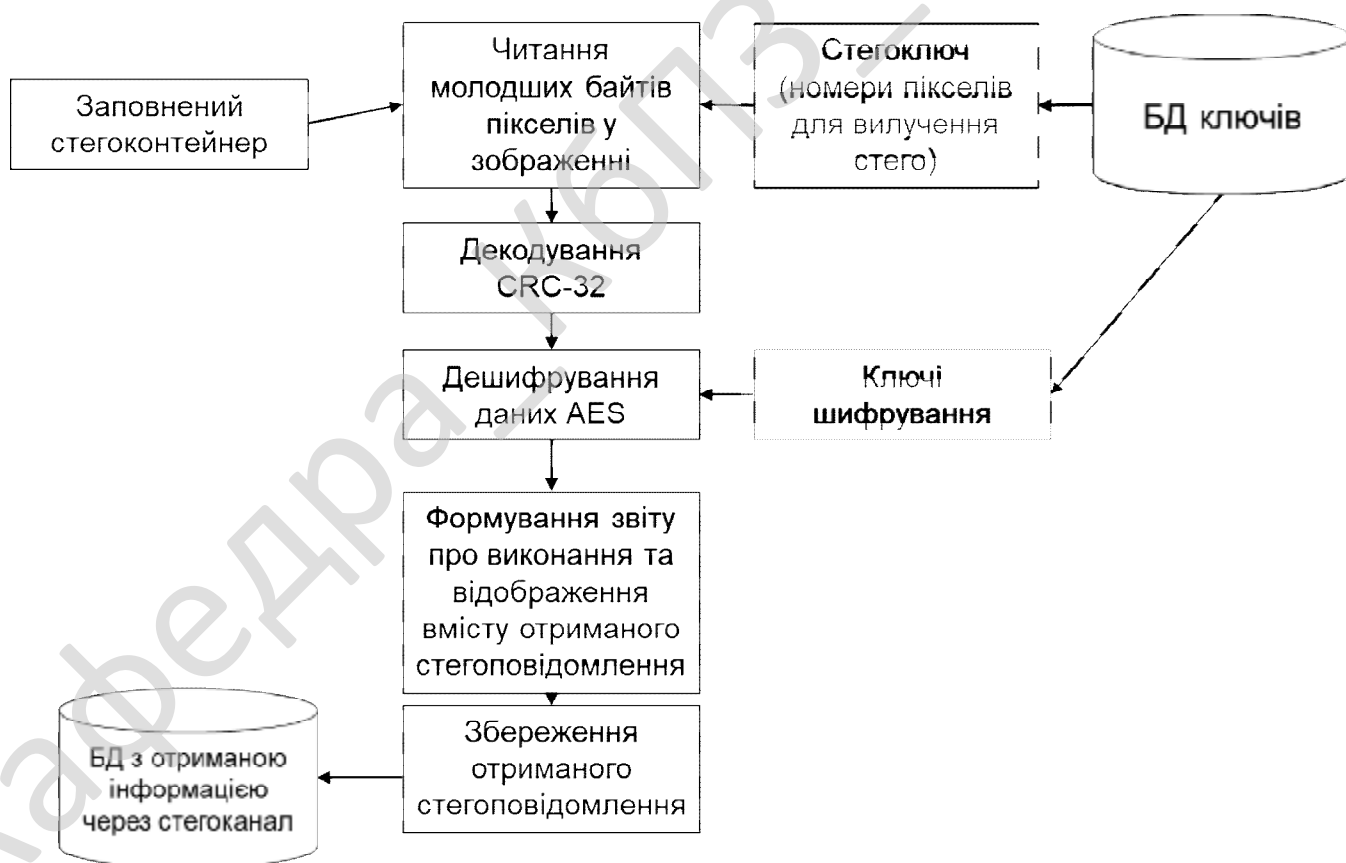 Заповнений
стегоконтейнер
Читання
молодших байтів
пікселів у
зображенні
Стегоключ
(номери пікселів
для вилучення
стего)
БД ключів
Декодування
CRC-32
Дешифрування
даних AES
Ключі
шифрування
Формування звіту
про виконання та
відображення
вмісту отриманого
стегоповідомлення
Збереження
отриманого
стегоповідомлення
БД з отриманою
інформацією
через стегоканал
кафедра_КбПЗ_